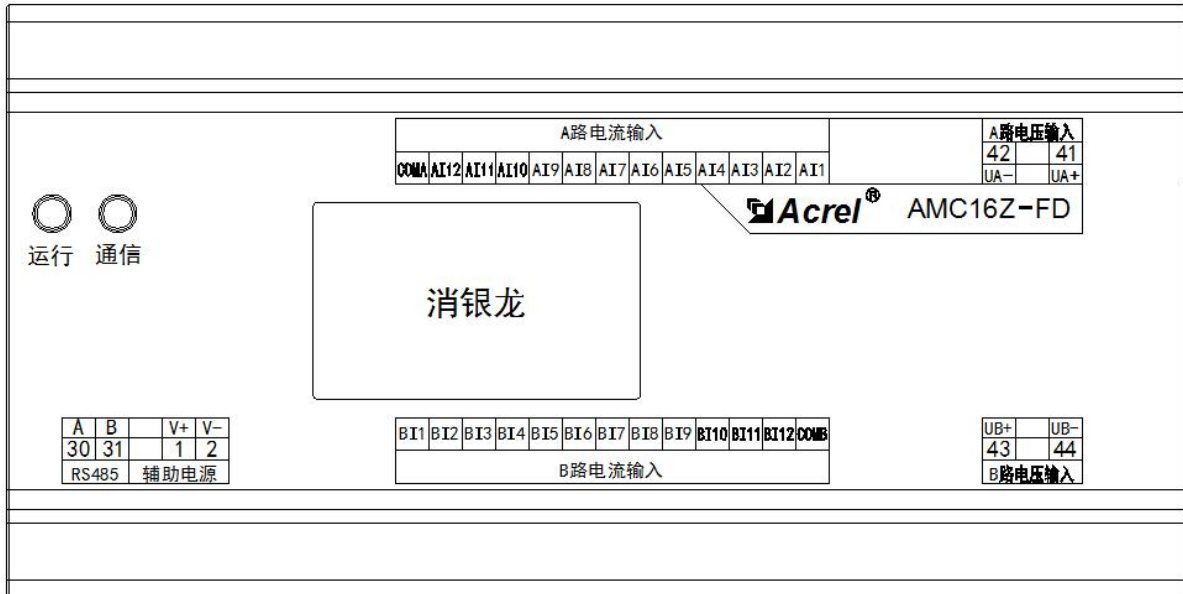 A路电流输入
COMA AI12 AI11 AI10 AI9 AI8 AI7 AI6 AI5 AI4 AI3 AI2 AI1
A路电压输入
42 41
UA- UA+
Acrel® AMC16Z-FD
运行 通信
消银龙
A B V+ V-
30 31 1 2
RS485 辅助电源
BI1 BI2 BI3 BI4 BI5 BI6 BI7 BI8 BI9 BI10 BI11 BI12 COMB
B路电流输入
UB+ UB-
43 44
B路电压输入